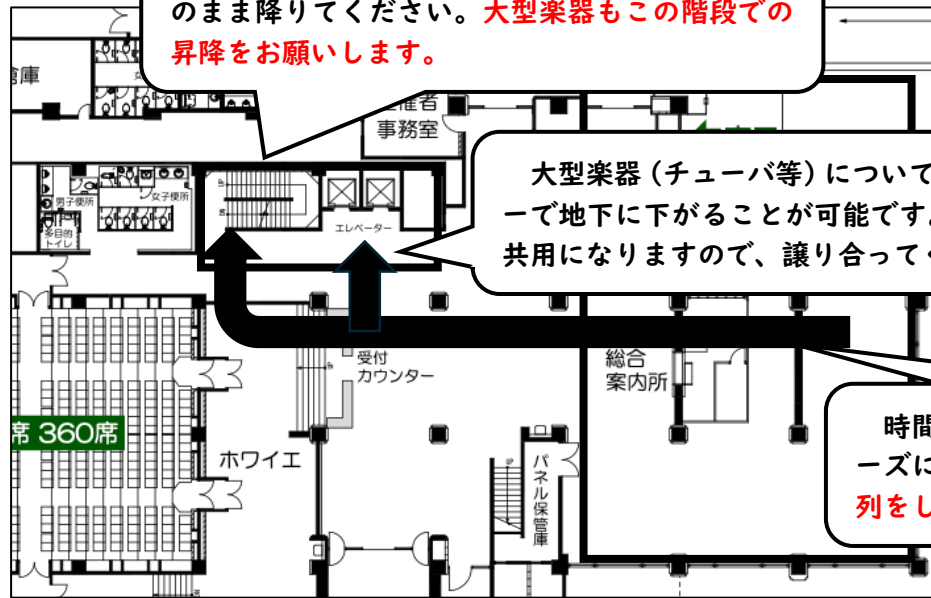 のまま降りてください。大型楽器もこの階段での
昇降をお願いします。
倉庫
事務室
大型楽器（チューバ等）について
ーで地下に下がることが可能です
共用になりますので、譲り合って
男子便所
女子便所
多目的
トイレ
エレベーター
受付
カウンター
総合
案内所
時間
ーズに
列をし
席 360席
ホワイエ
パネル保管庫